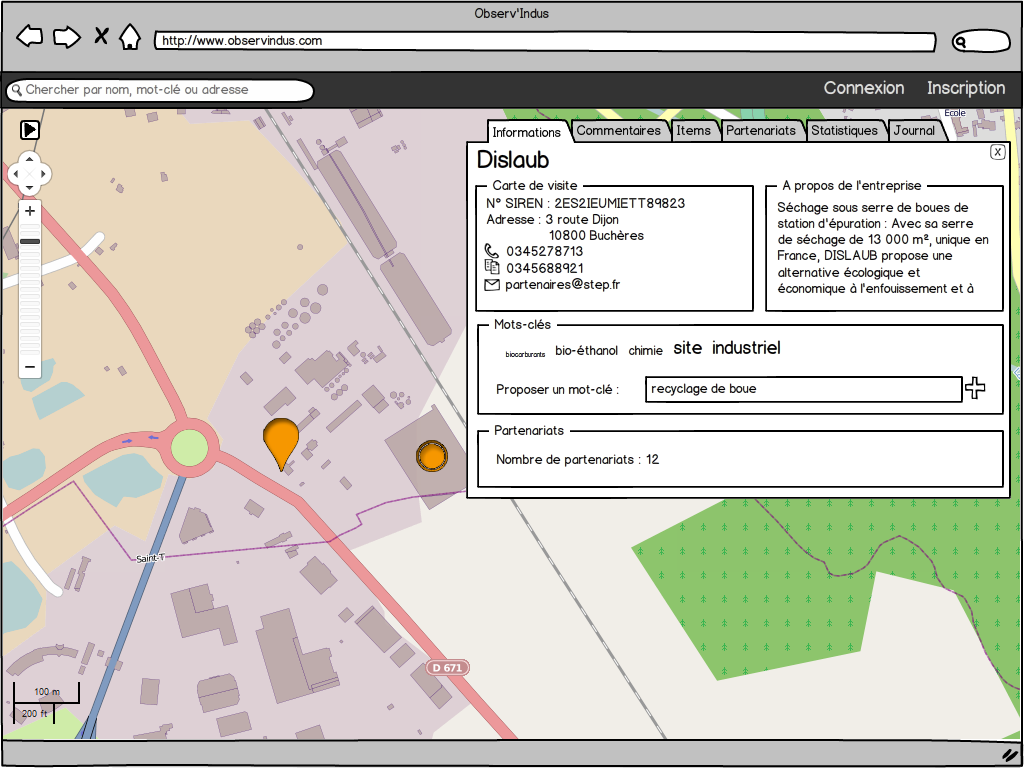 Observ'Indus
http://www.observindus.com
Chercher par nom, mot-clé ou adresse
Connexion Inscription
Ecole
Informations Commentaires Items Partenariats Statistiques Journal
Dislaub
X
Carte de visite
N° SIREN : 2ES2IEUMIETT89823
Adresse : 3 route Dijon
10800 Buchères
0345278713
0345688921
partenaires@step.fr
A propos de l'entreprise
Séchage sous serre de boues de
station d'épuration : Avec sa serre
de séchage de 13 000 m², unique en
France, DISLAUB propose une
alternative écologique et
économique à l'enfouissement et à
Mots-clés
biocarburants bio-éthanol chimie site industriel
Proposer un mot-clé : recyclage de boue
Partenariats
Nombre de partenariats : 12
Saint-T
D 671
100 m
200 ft